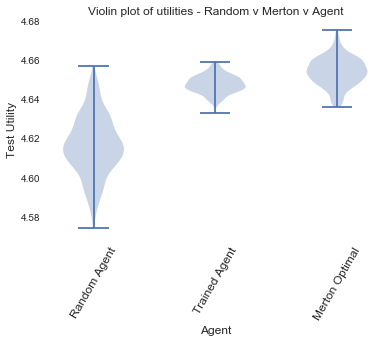 Violin plot of utilities - Random v Merton v Agent
4.68
4.66
4.64
4.62
4.60
4.58
Test Utility
Random Agent
Trained Agent
Merton Optimal
Agent